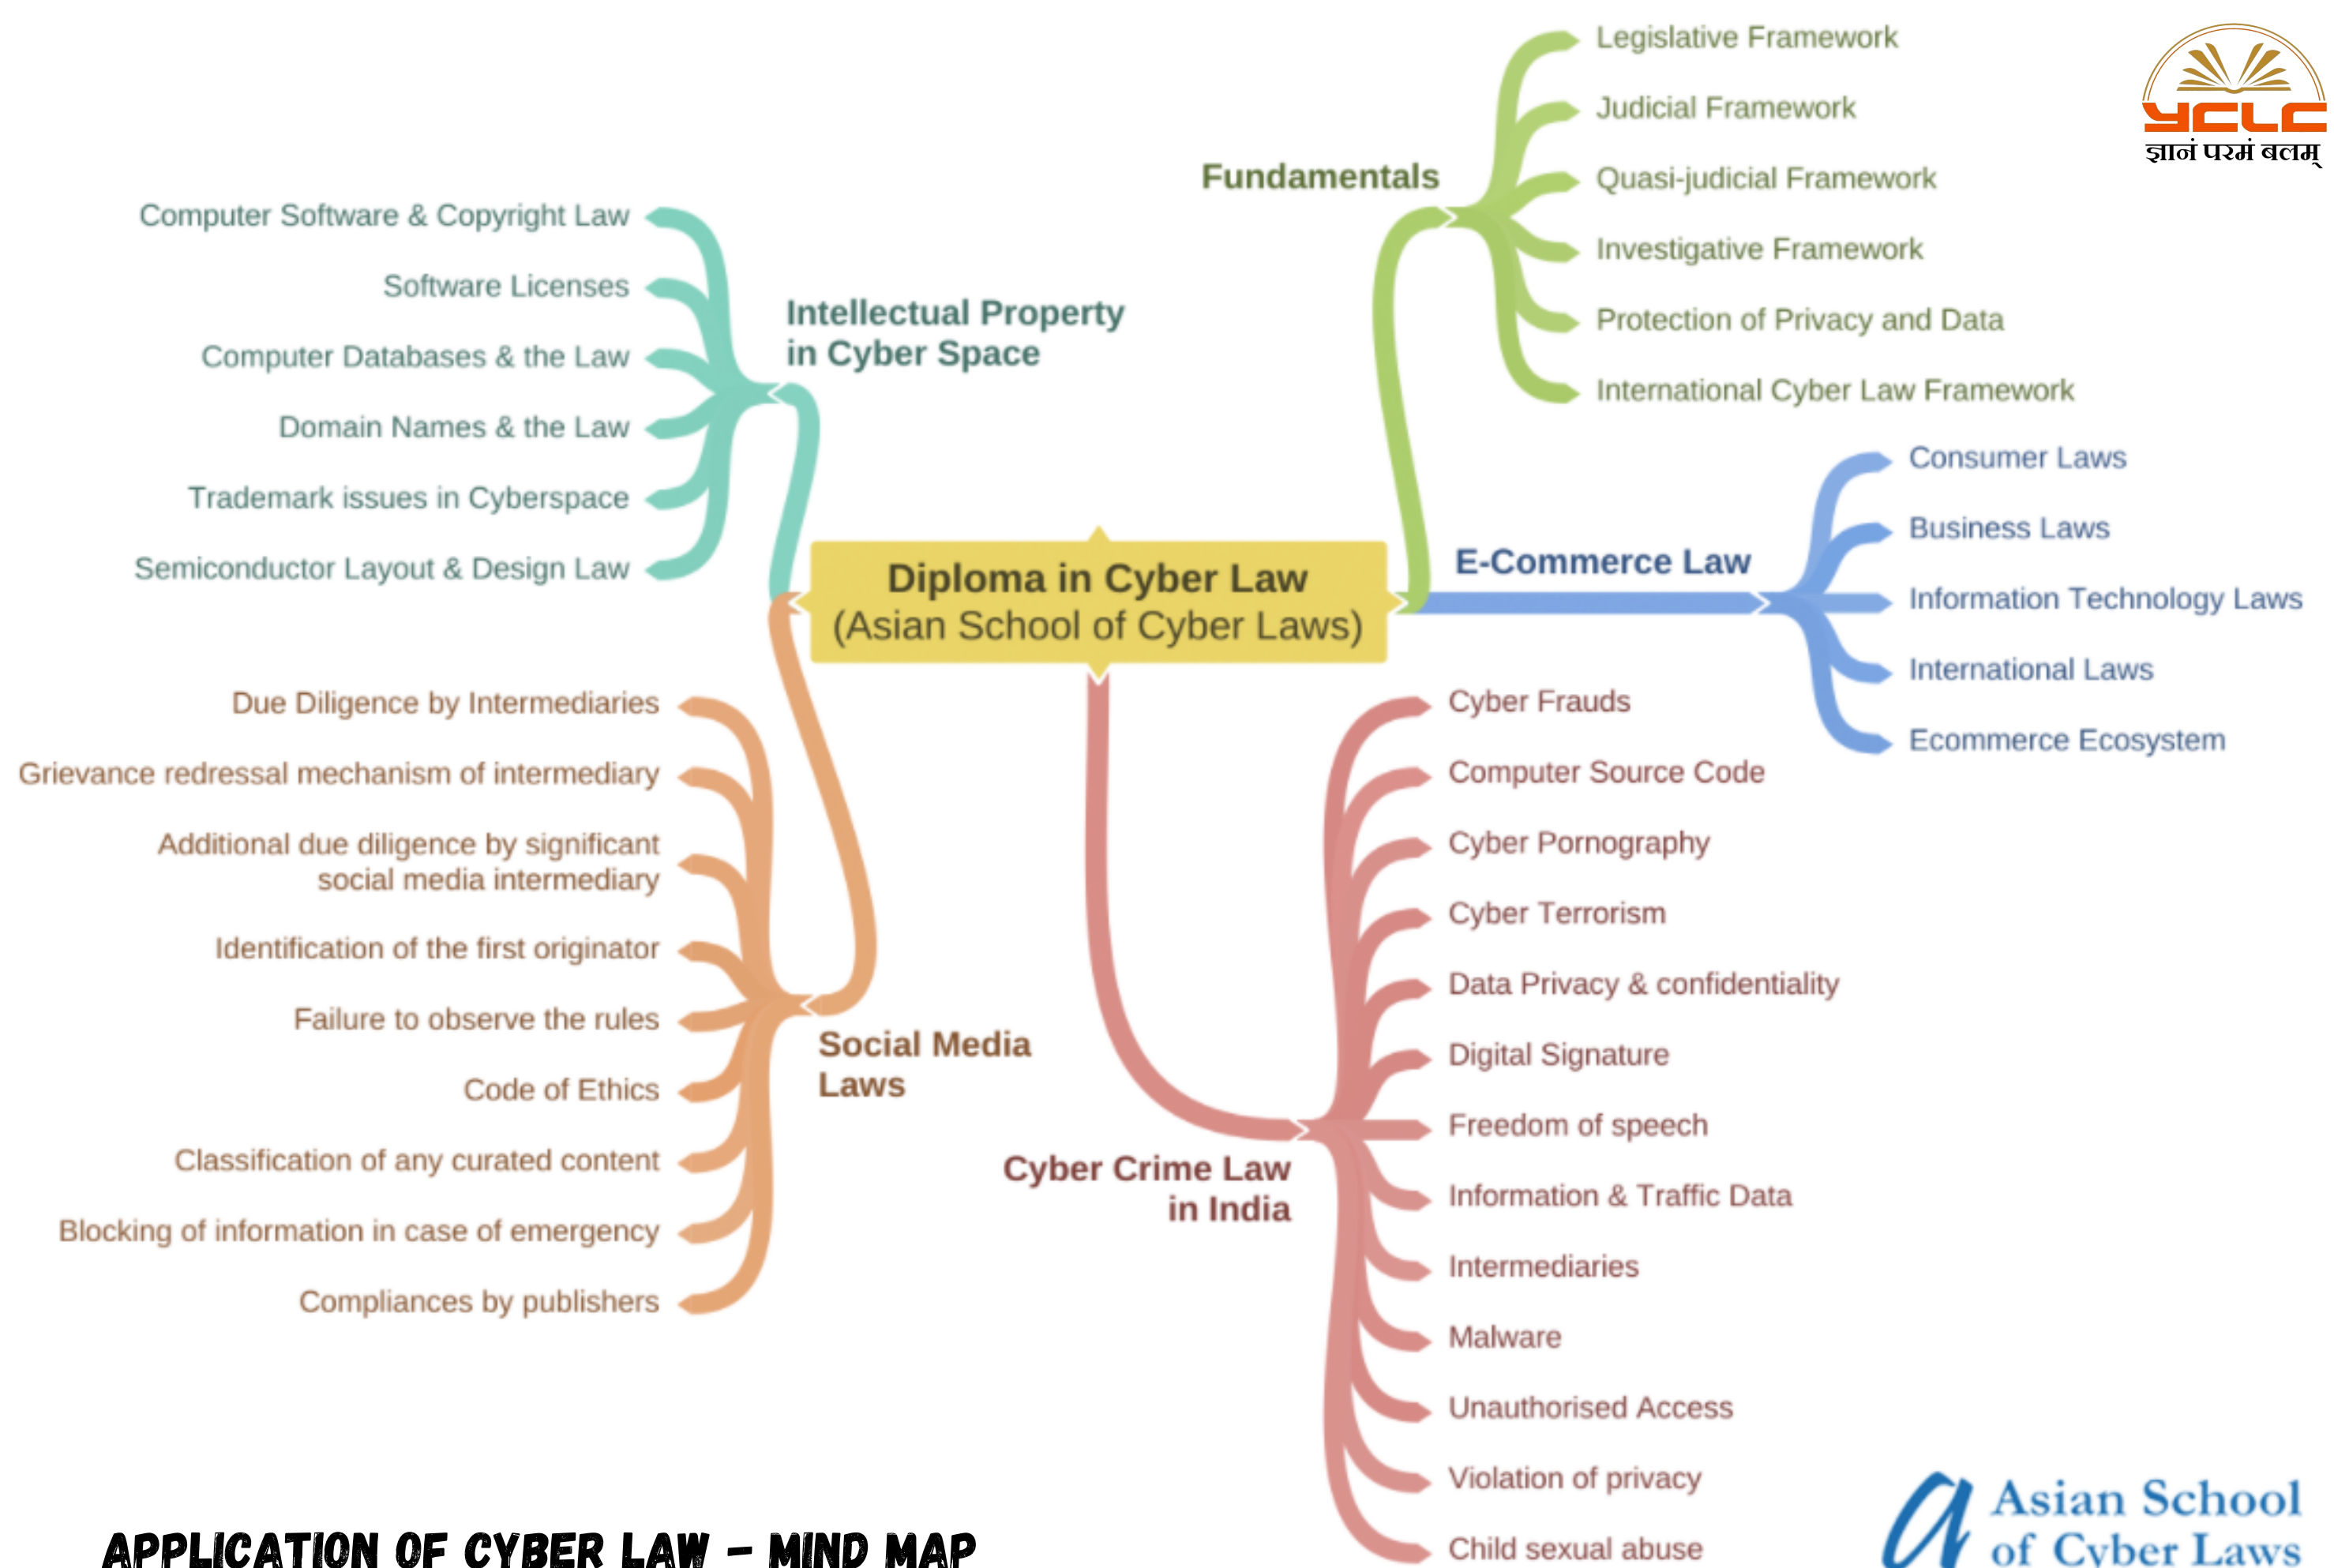 Legislative Framework
Judicial Framework
Fundamentals
Quasi-judicial Framework
Investigative Framework
Protection of Privacy and Data
International Cyber Law Framework
YCLC
ज्ञानं परमं बलम्
Computer Software & Copyright Law
Software Licenses
Computer Databases & the Law
Domain Names & the Law
Trademark issues in Cyberspace
Semiconductor Layout & Design Law
Intellectual Property
in Cyber Space
Diploma in Cyber Law
(Asian School of Cyber Laws)
E-Commerce Law
Consumer Laws
Business Laws
Information Technology Laws
International Laws
Ecommerce Ecosystem
Due Diligence by Intermediaries
Grievance redressal mechanism of intermediary
Additional due diligence by significant
social media intermediary
Identification of the first originator
Failure to observe the rules
Code of Ethics
Classification of any curated content
Blocking of information in case of emergency
Compliances by publishers
Social Media
Laws
Cyber Crime Law
in India
Cyber Frauds
Computer Source Code
Cyber Pornography
Cyber Terrorism
Data Privacy & confidentiality
Digital Signature
Freedom of speech
Information & Traffic Data
Intermediaries
Malware
Unauthorised Access
Violation of privacy
Child sexual abuse
APPLICATION OF CYBER LAW – MIND MAP
Asian School
of Cyber Laws